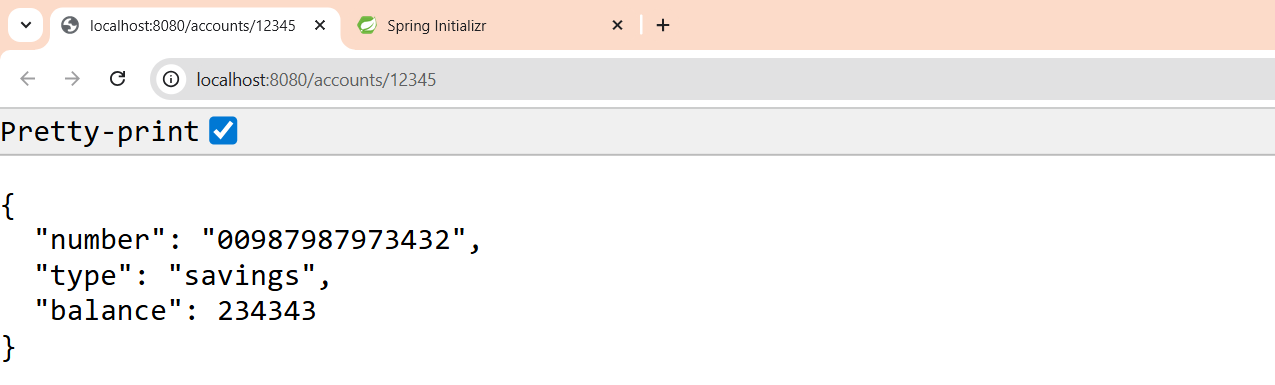 localhost:8080/accounts/12345
Spring Initializr
localhost:8080/accounts/12345
Pretty-print
{
  "number": "00987987973432",
  "type": "savings",
  "balance": 234343
}